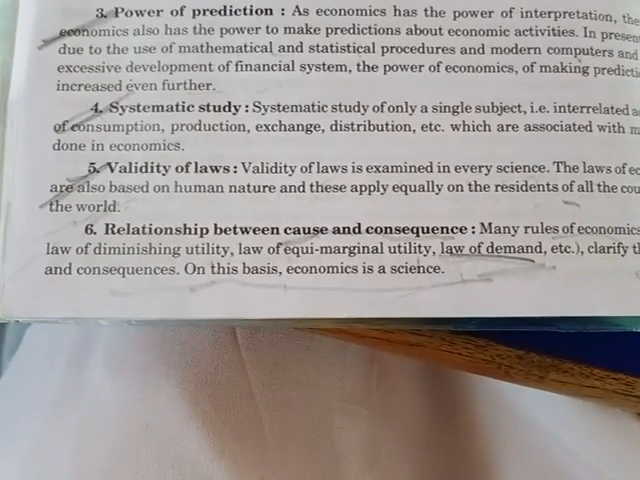 3. Power of prediction : As economics has the power of interpretation, the
economics also has the power to make predictions about economic activities. In
due to the use of mathematical and statistical procedures and modern computers and
excessive development of financial system, the power of economics, of making
increased even further.
4. Systematic study : Systematic study of only a single subject, i.e. interrelated
of consumption, production, exchange, distribution, etc. which are associated with
done in economics.
5. Validity of laws : Validity of laws is examined in every science. The laws of
are also based on human nature and these apply equally on the residents of all the
the world.
6. Relationship between cause and consequence : Many rules of economics
law of diminishing utility, law of equi-marginal utility, law of demand, etc.), clarify
and consequences. On this basis, economics is a science.